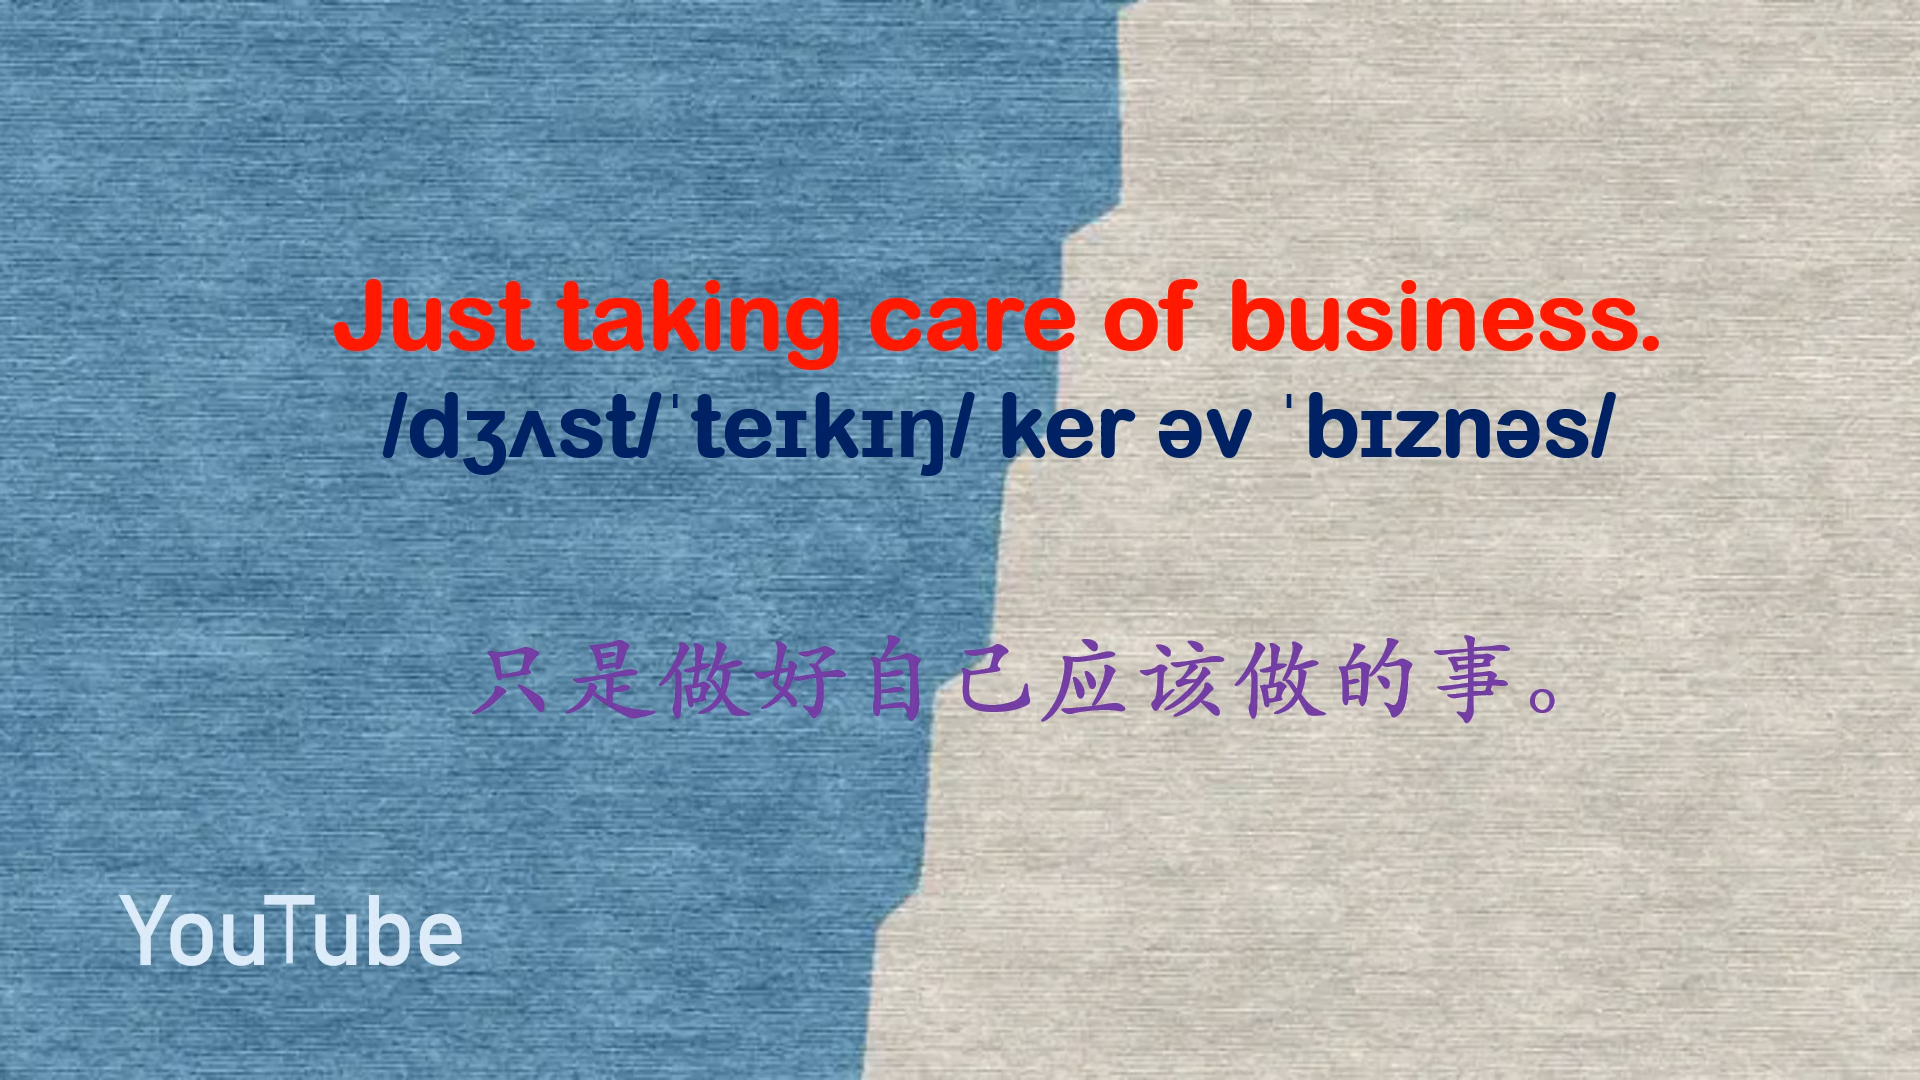 Just taking care of business.
/dʒʌst/ˈteɪkɪŋ/ ker əv ˈbɪznəs/
只是做好自己应该做的事。
YouTube